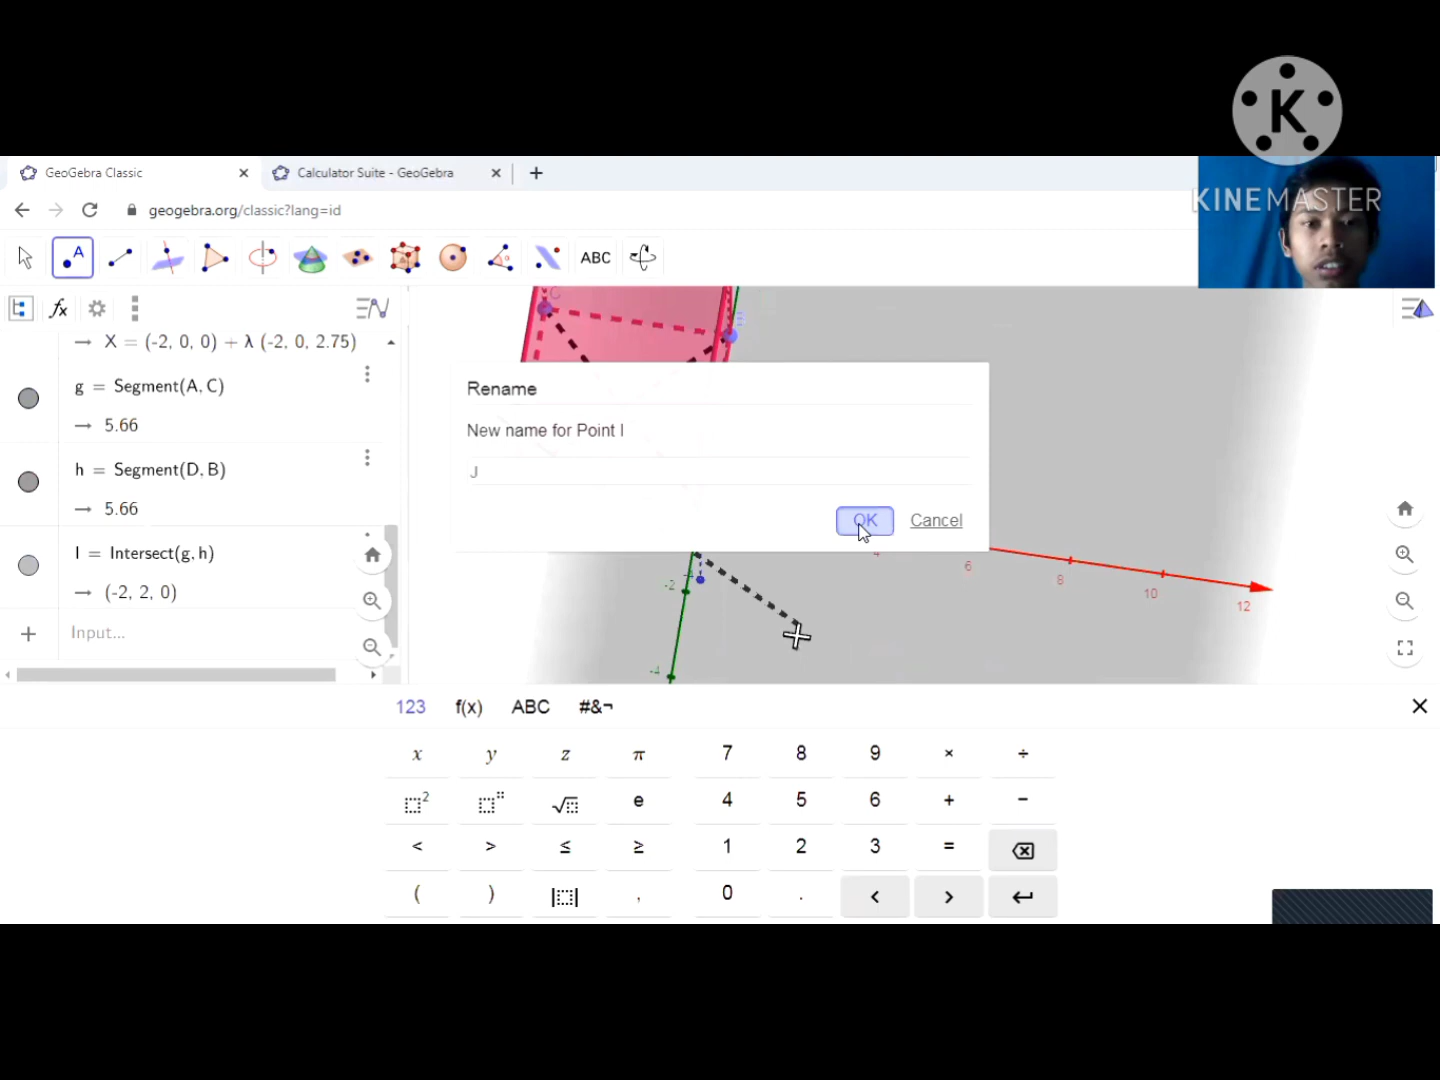 K
KINEMASTER
GeoGebra Classic
Calculator Suite - GeoGebra
geogebra.org/classic?lang=id
A
ABC
fx
→ X = (-2, 0, 0) + λ (-2, 0, 2.75)
g = Segment(A, C)
→ 5.66
h = Segment(D, B)
→ 5.66
I = Intersect(g, h)
→ (-2, 2, 0)
+ Input...
C
Rename
New name for Point I
J
OK Cancel
-2
-4
-4
4
6
8
10
12
123 f(x) ABC #&¬
x y z π 7 8 9 × ÷
e 4 5 6 + −
< > ≤ ≥ 1 2 3 =
( ) , 0 . < >